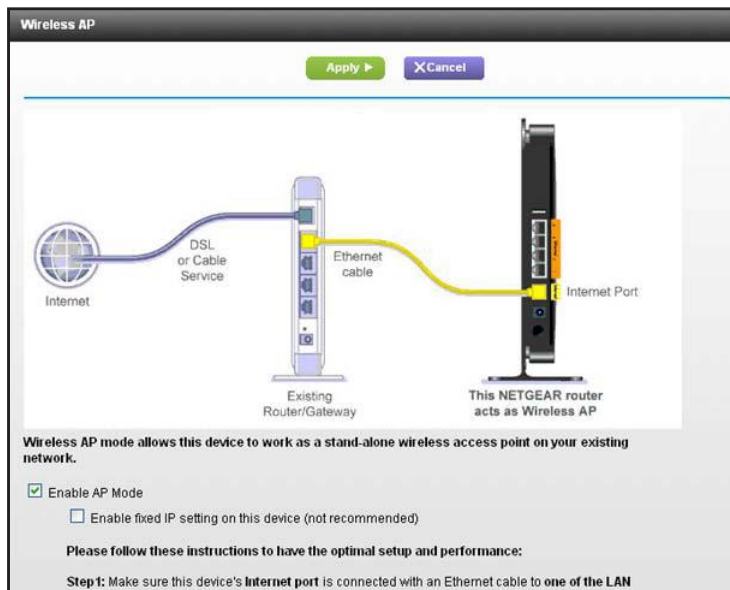 Wireless AP
Apply
Cancel
DSL
or Cable
Service
Ethernet
cable
Internet
Internet Port
Existing
Router/Gateway
This NETGEAR router
acts as Wireless AP
Wireless AP mode allows this device to work as a stand-alone wireless access point on your existing
network.
Enable AP Mode
Enable fixed IP setting on this device (not recommended)
Please follow these instructions to have the optimal setup and performance:
Step1: Make sure this device's Internet port is connected with an Ethernet cable to one of the LAN